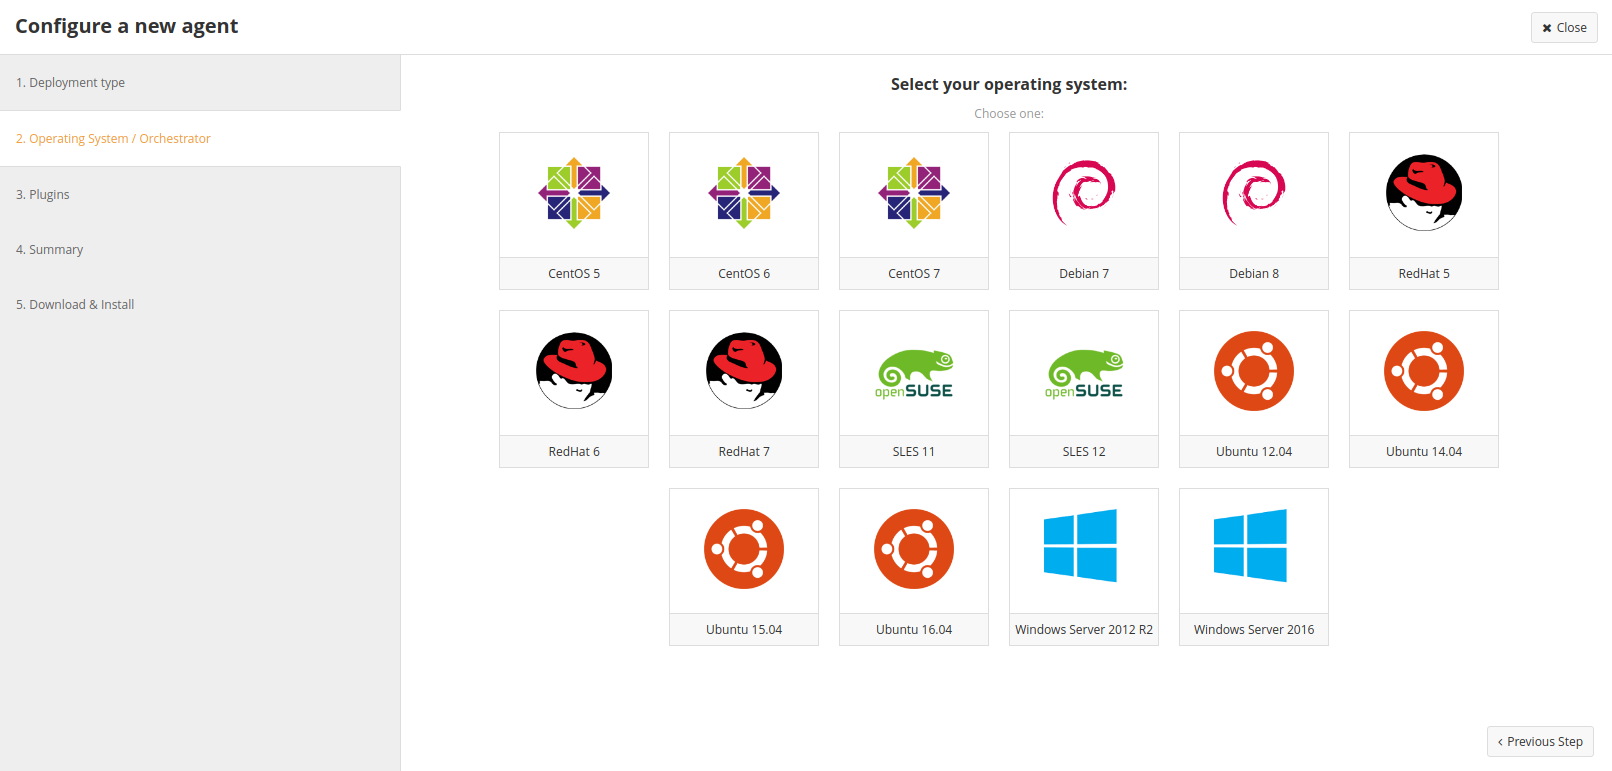 Configure a new agent
✖ Close
1. Deployment type
2. Operating System / Orchestrator
3. Plugins
4. Summary
5. Download & Install
Select your operating system:
Choose one:
CentOS 5
CentOS 6
CentOS 7
Debian 7
Debian 8
RedHat 5
openSUSE
openSUSE
RedHat 6
RedHat 7
SLES 11
SLES 12
Ubuntu 12.04
Ubuntu 14.04
Ubuntu 15.04
Ubuntu 16.04
Windows Server 2012 R2
Windows Server 2016
‹ Previous Step